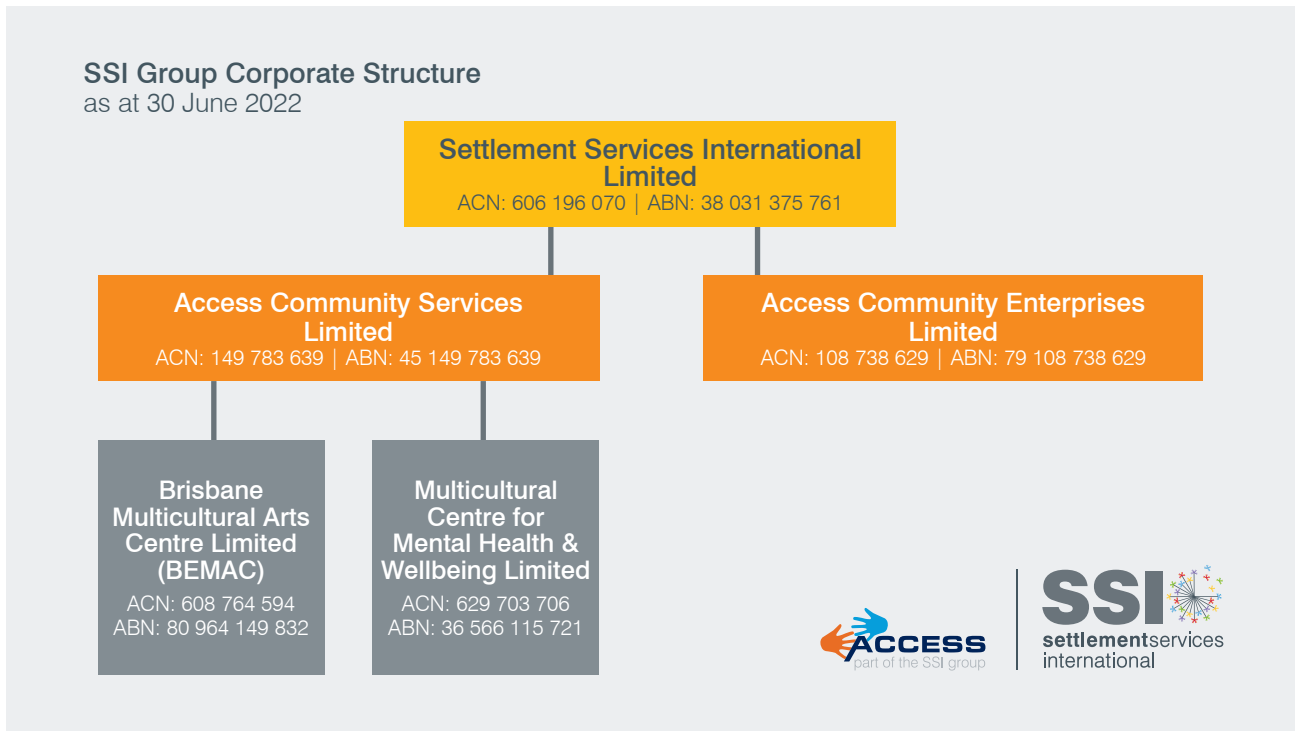 SSI Group Corporate Structure
as at 30 June 2022
Settlement Services International
Limited
ACN: 606 196 070 | ABN: 38 031 375 761
Access Community Services
Limited
ACN: 149 783 639 | ABN: 45 149 783 639
Access Community Enterprises
Limited
ACN: 108 738 629 | ABN: 79 108 738 629
Brisbane
Multicultural Arts
Centre Limited
(BEMAC)
ACN: 608 764 594
ABN: 80 964 149 832
Multicultural
Centre for
Mental Health &
Wellbeing Limited
ACN: 629 703 706
ABN: 36 566 115 721
ACCESS
part of the SSI group
SSI
settlementservices
international